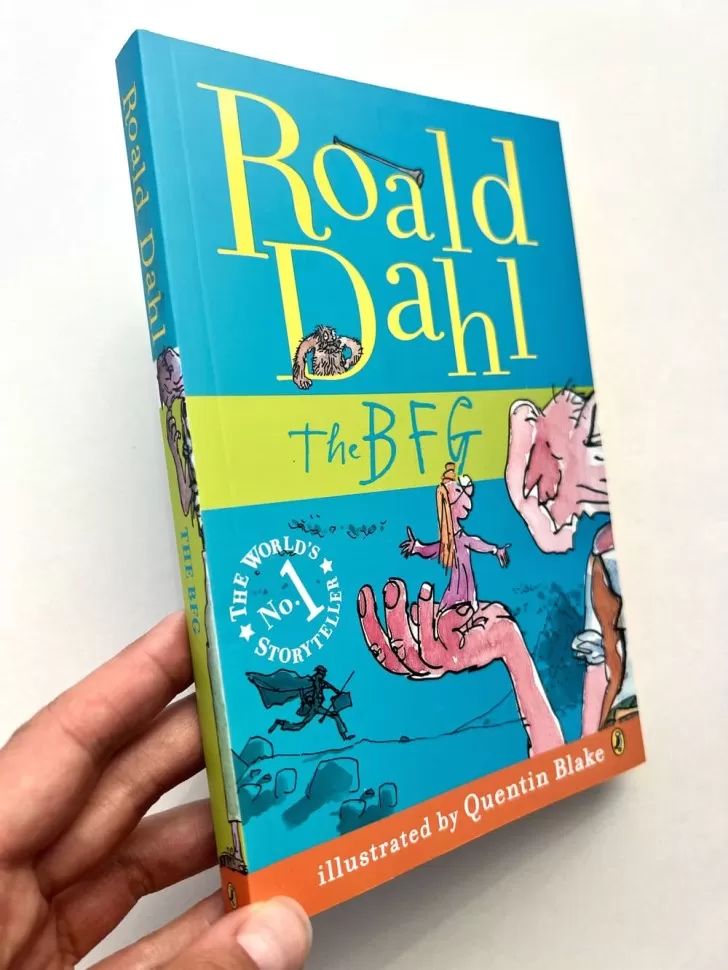 Roald Dahl
THE BFG
Roald
Dahl
the BFG
THE WORLD'S
No.1
STORYTELLER
illustrated by Quentin Blake